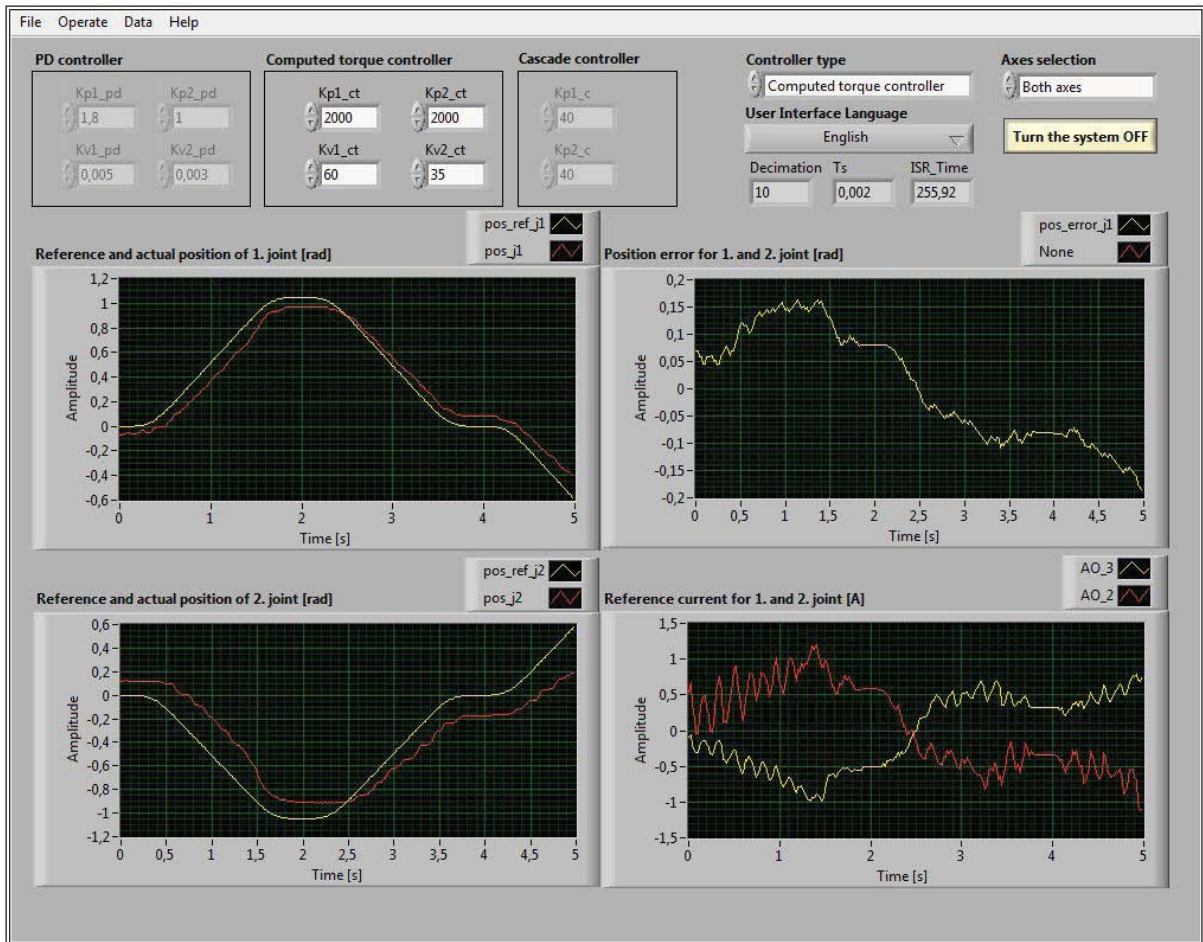 File Operate Data Help
PD controller
Kp1_pd Kp2_pd
1,8 1
Kv1_pd Kv2_pd
0,005 0,003
Computed torque controller
Kp1_ct Kp2_ct
2000 2000
Kv1_ct Kv2_ct
60 35
Cascade controller
Kp1_c
40
Kp2_c
40
Controller type
Computed torque controller
User Interface Language
English
Decimation Ts ISR_Time
10 0,002 255,92
Axes selection
Both axes
Turn the system OFF
pos_ref_j1
pos_j1
Reference and actual position of 1. joint [rad]
1,2
1
0,8
0,6
0,4
0,2
0
-0,2
-0,4
-0,6
Amplitude
0 1 2 3 4 5
Time [s]
pos_error_j1
None
Position error for 1. and 2. joint [rad]
0,2
0,15
0,1
0,05
0
-0,05
-0,1
-0,15
-0,2
Amplitude
0 0,5 1 1,5 2 2,5 3 3,5 4 4,5 5
Time [s]
pos_ref_j2
pos_j2
Reference and actual position of 2. joint [rad]
0,6
0,4
0,2
0
-0,2
-0,4
-0,6
-0,8
-1
-1,2
Amplitude
0 0,5 1 1,5 2 2,5 3 3,5 4 4,5 5
Time [s]
AO_3
AO_2
Reference current for 1. and 2. joint [A]
1,5
1
0,5
0
-0,5
-1
-1,5
Amplitude
0 1 2 3 4 5
Time [s]